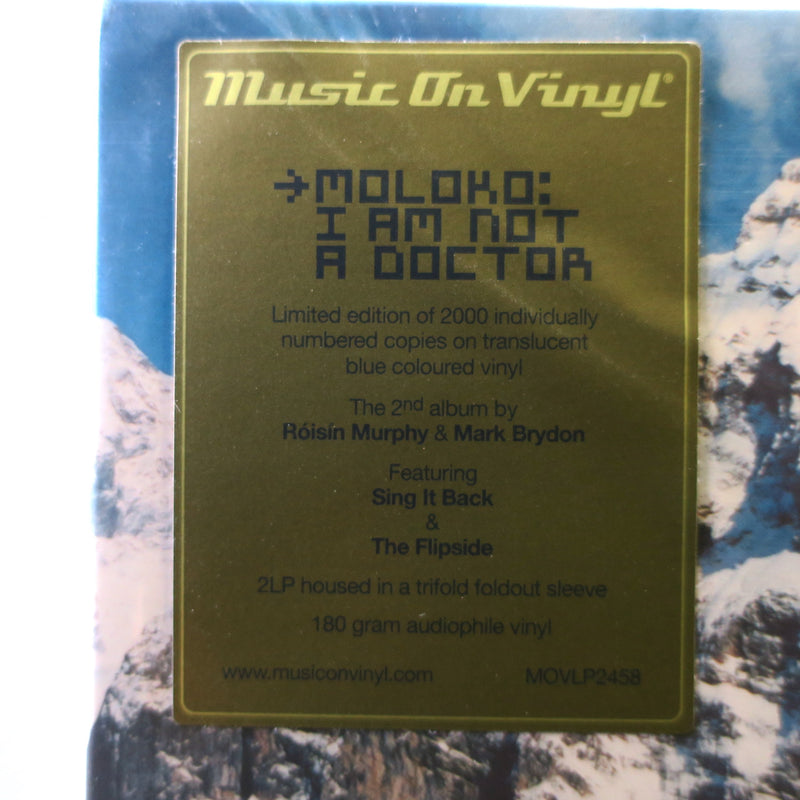 Music On Vinyl®
→MOLOKO:
I AM NOT
A DOCTOR
Limited edition of 2000 individually
numbered copies on translucent
blue coloured vinyl
The 2nd album by
Róisín Murphy & Mark Brydon
Featuring
Sing It Back
&
The Flipside
2LP housed in a trifold foldout sleeve
180 gram audiophile vinyl
www.musiconvinyl.com MOVLP2458